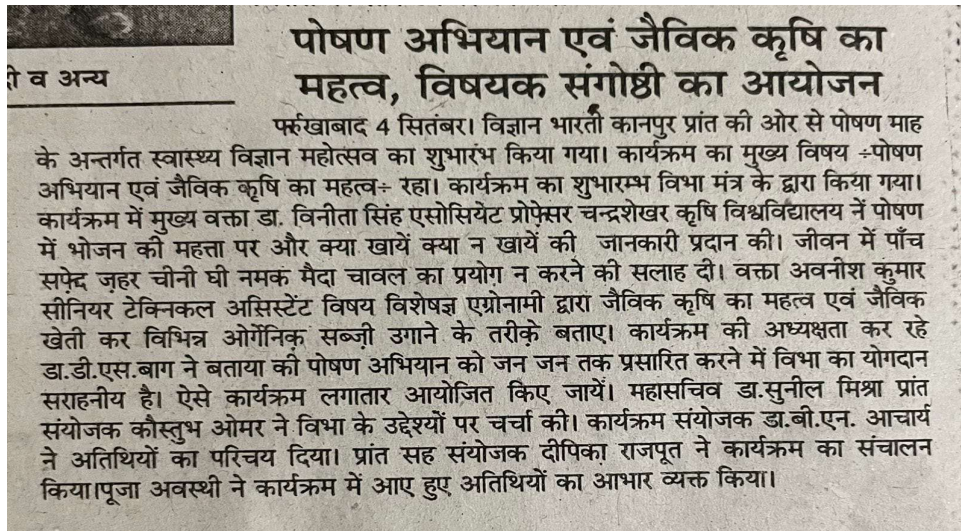 पोषण अभियान एवं जैविक कृषि का
महत्व, विषयक संगोष्ठी का आयोजन
व अन्य
फर्रुखाबाद 4 सितंबर। विज्ञान भारती कानपुर प्रांत की ओर से पोषण माह
के अन्तर्गत स्वास्थ्य विज्ञान महोत्सव का शुभारंभ किया गया। कार्यक्रम का मुख्य विषय ÷पोषण
अभियान एवं जैविक कृषि का महत्व÷ रहा। कार्यक्रम का शुभारम्भ विभा मंत्र के द्वारा किया गया।
कार्यक्रम में मुख्य वक्ता डा. विनीता सिंह एसोसियेट प्रोफ़ेसर चन्द्रशेखर कृषि विश्वविद्यालय नें पोषण
में भोजन की महत्ता पर और क्या खायें क्या न खायें की जानकारी प्रदान की। जीवन में पाँच
सफ़ेद ज़हर चीनी घी नमक मैदा चावल का प्रयोग न करने की सलाह दी। वक्ता अवनीश कुमार
सीनियर टेक्निकल असिस्टेंट विषय विशेषज्ञ एग्रोनामी द्वारा जैविक कृषि का महत्व एवं जैविक
खेती कर विभिन्न ओर्गेनिक सब्ज़ी उगाने के तरीक़े बताए। कार्यक्रम की अध्यक्षता कर रहे
डा.डी.एस.बाग ने बताया की पोषण अभियान को जन जन तक प्रसारित करने में विभा का योगदान
सराहनीय है। ऐसे कार्यक्रम लगातार आयोजित किए जायें। महासचिव डा.सुनील मिश्रा प्रांत
संयोजक कौस्तुभ ओमर ने विभा के उद्देश्यों पर चर्चा की। कार्यक्रम संयोजक डा.बी.एन. आचार्य
ने अतिथियों का परिचय दिया। प्रांत सह संयोजक दीपिका राजपूत ने कार्यक्रम का संचालन
किया।पूजा अवस्थी ने कार्यक्रम में आए हुए अतिथियों का आभार व्यक्त किया।